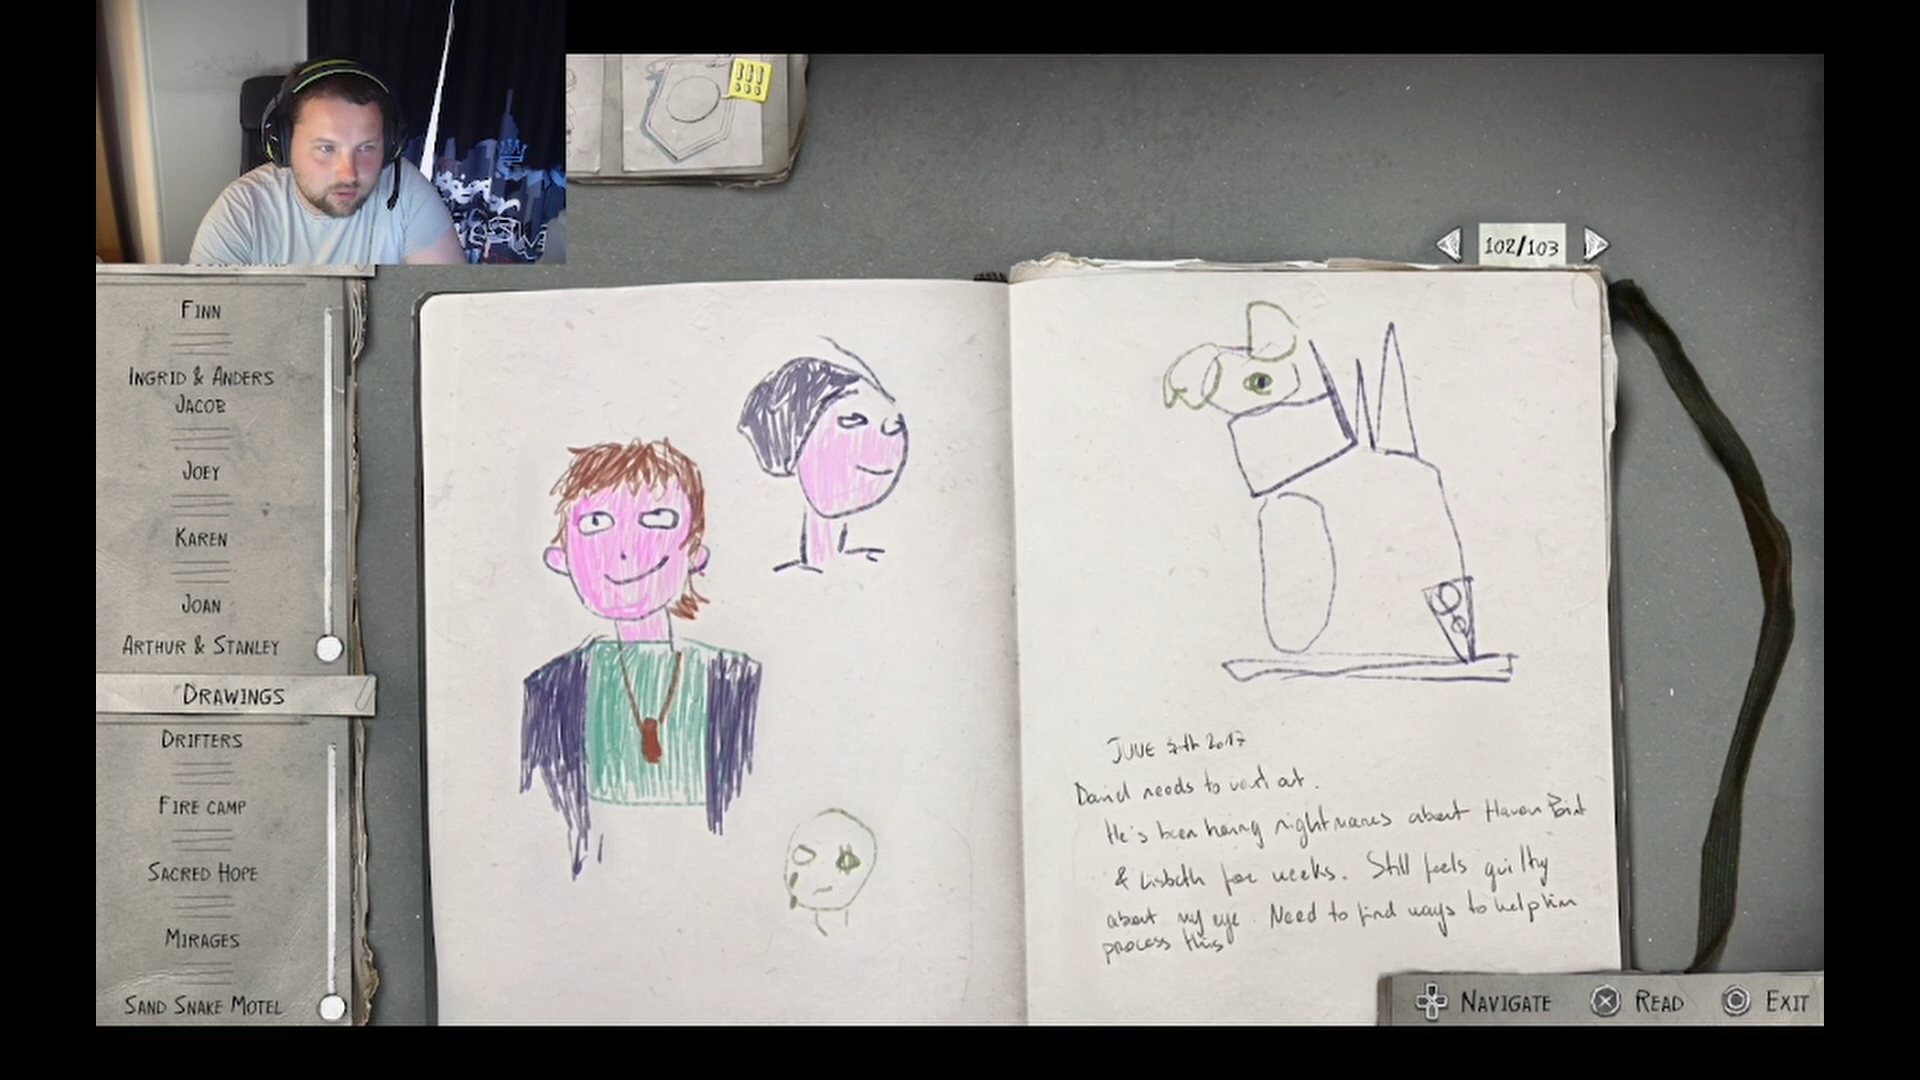 102/103
FINN
INGRID & ANDERS
JACOB
JOEY
KAREN
JOAN
ARTHUR & STANLEY
DRAWINGS
DRIFTERS
FIRE CAMP
SACRED HOPE
MIRAGES
SAND SNAKE MOTEL
JUNE 5th 2017
David needs to vent out.
He's been having nightmares about Haven Point
& Lisbeth for weeks. Still feels guilty
about my eye. Need to find ways to help him
process this
NAVIGATE
READ
EXIT